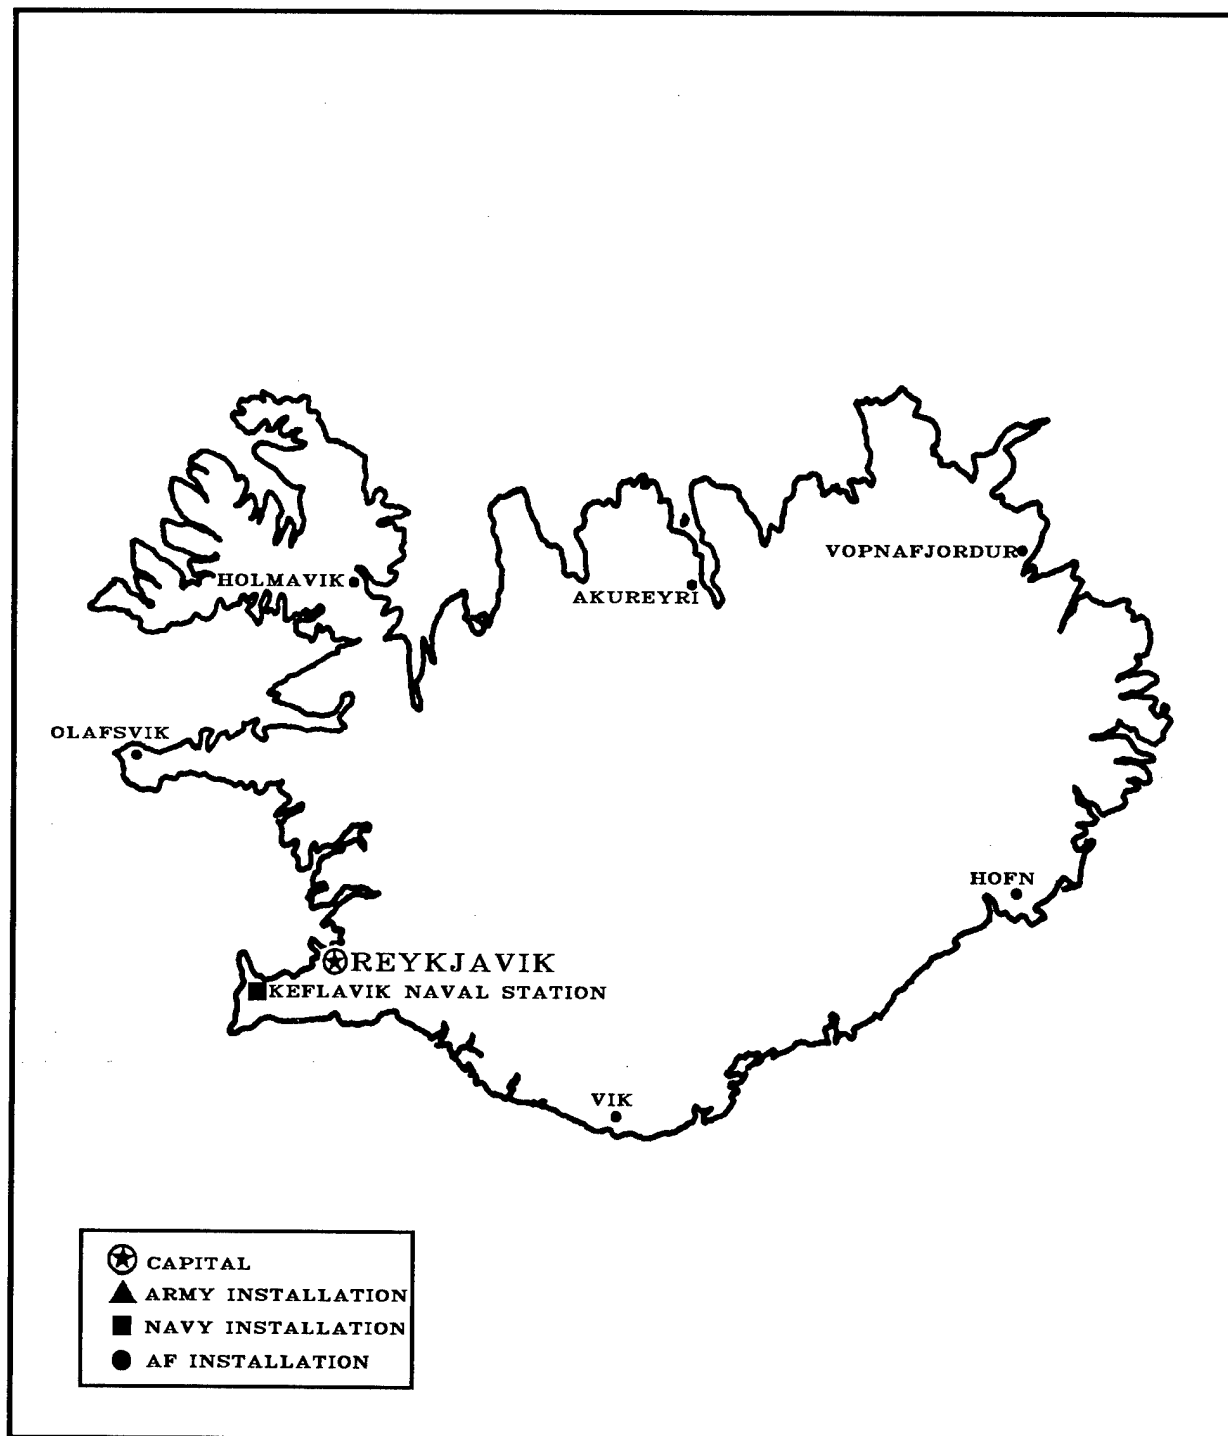 VOPNAFJORDUR
HOLMAVIK
AKUREYRI
OLAFSVIK
HOFN
REYKJAVIK
KEFLAVIK NAVAL STATION
VIK
CAPITAL
ARMY INSTALLATION
NAVY INSTALLATION
AF INSTALLATION